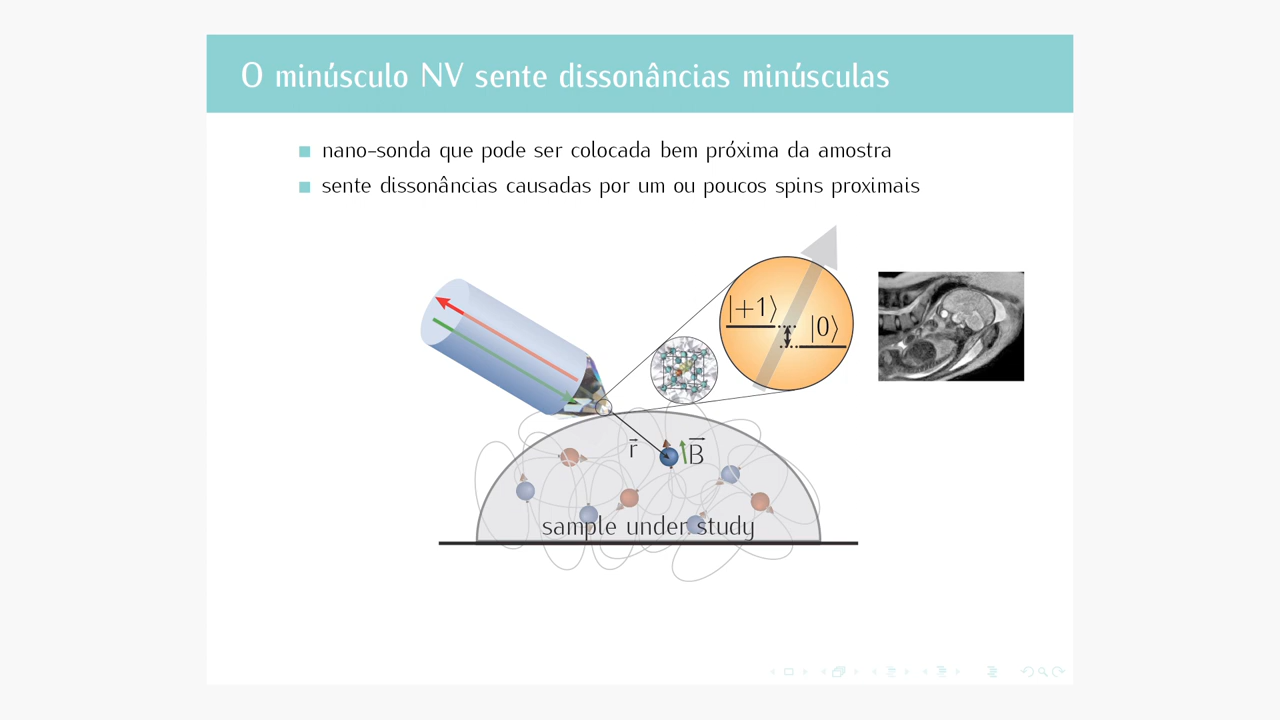 O minúsculo NV sente dissonâncias minúsculas
nano-sonda que pode ser colocada bem próxima da amostra
sente dissonâncias causadas por um ou poucos spins proximais
|+1⟩
|0⟩
r⃗
B⃗
sample under study